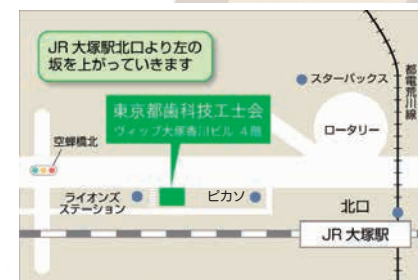 JR 大塚駅北口より左の
坂を上がっていきます
スターバックス
都電荒川線
東京都歯科技工士会
ヴィップ大塚香川ビル 4階
ロータリー
空蝉橋北
ライオンズ
ステーション
ピカソ
北口
JR 大塚駅